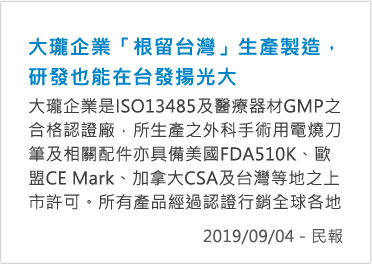 大瓏企業「根留台灣」生產製造，
研發也能在台發揚光大
大瓏企業是ISO13485及醫療器材GMP之
合格認證廠，所生產之外科手術用電燒刀
筆及相關配件亦具備美國FDA510K、歐
盟CE Mark、加拿大CSA及台灣等地之上
市許可。所有產品經過認證行銷全球各地
2019/09/04 - 民報